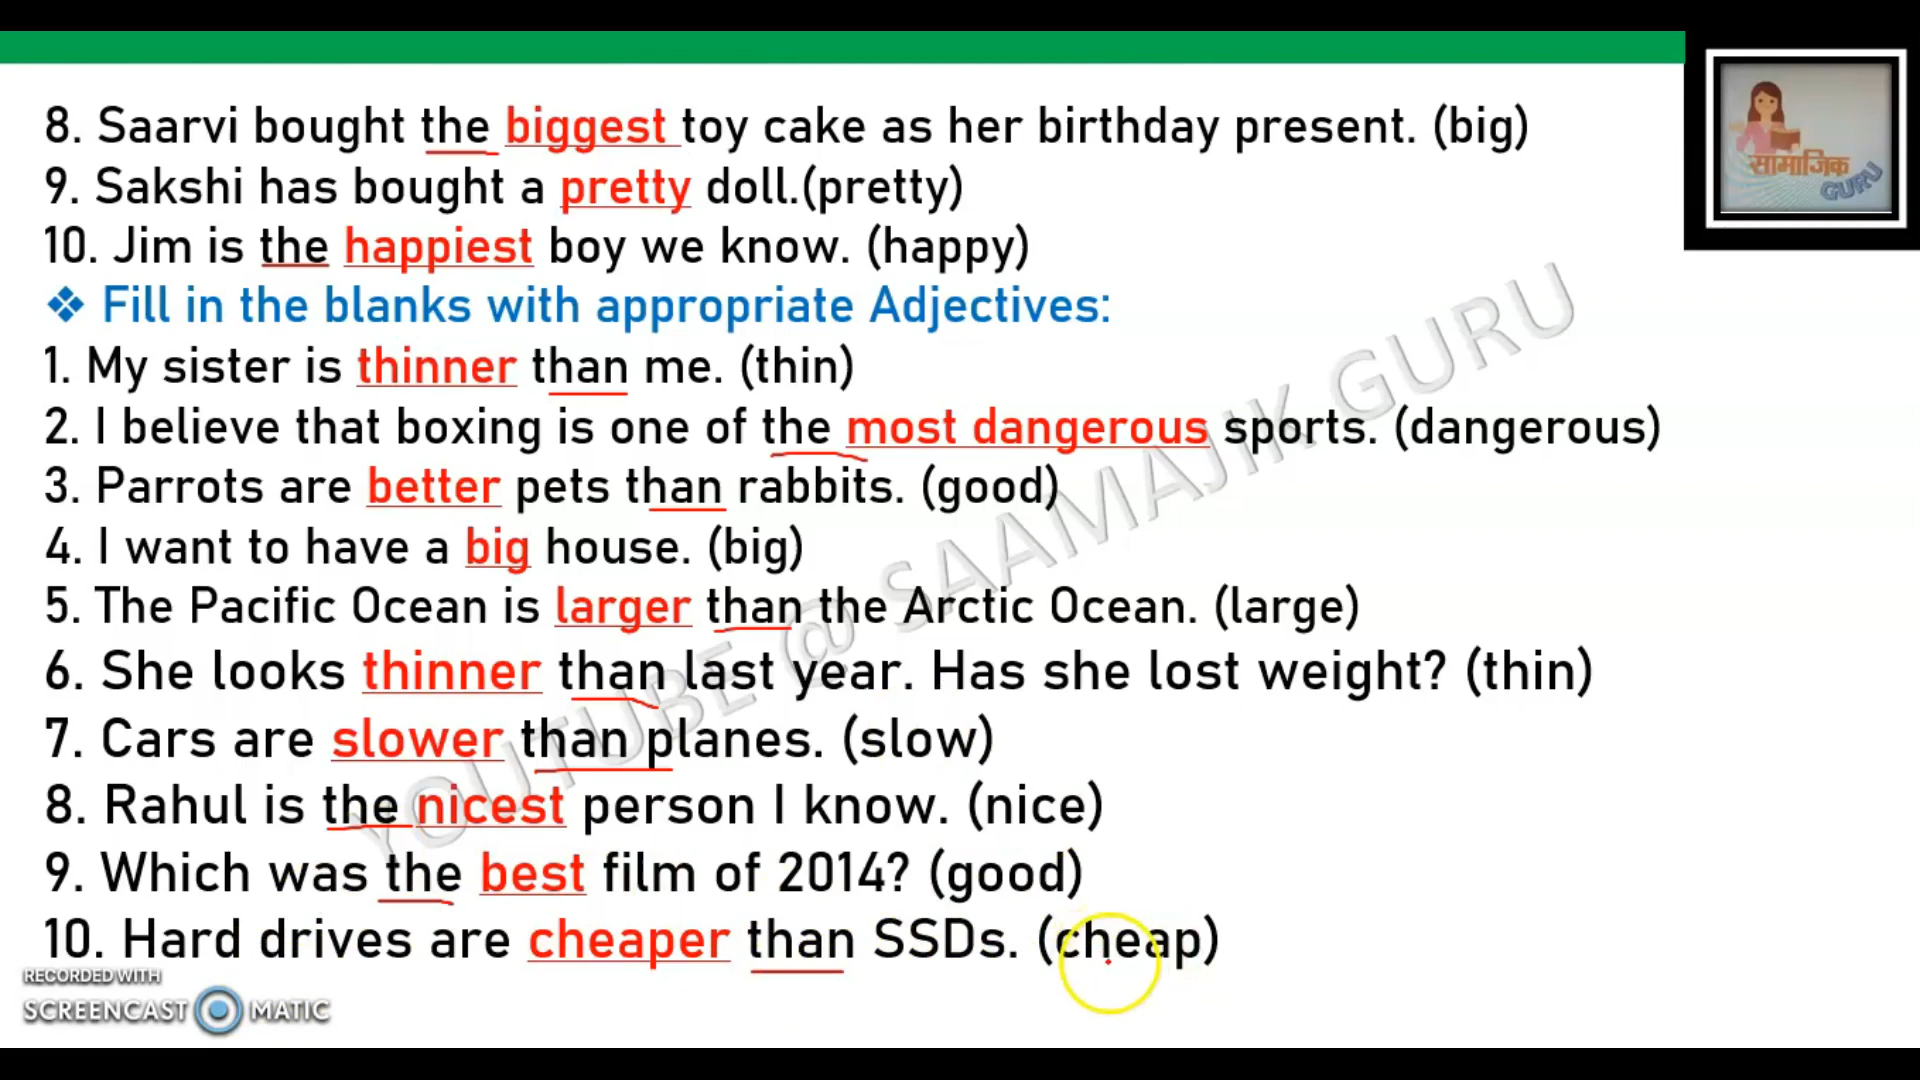 8. Saarvi bought the biggest toy cake as her birthday present. (big)
9. Sakshi has bought a pretty doll.(pretty)
10. Jim is the happiest boy we know. (happy)
❖ Fill in the blanks with appropriate Adjectives:
1. My sister is thinner than me. (thin)
2. I believe that boxing is one of the most dangerous sports. (dangerous)
3. Parrots are better pets than rabbits. (good)
4. I want to have a big house. (big)
5. The Pacific Ocean is larger than the Arctic Ocean. (large)
6. She looks thinner than last year. Has she lost weight? (thin)
7. Cars are slower than planes. (slow)
8. Rahul is the nicest person I know. (nice)
9. Which was the best film of 2014? (good)
10. Hard drives are cheaper than SSDs. (cheap)
YOUTUBE @ SAAMAJIK GURU
सामाजिक
GURU
RECORDED WITH
SCREENCAST MATIC